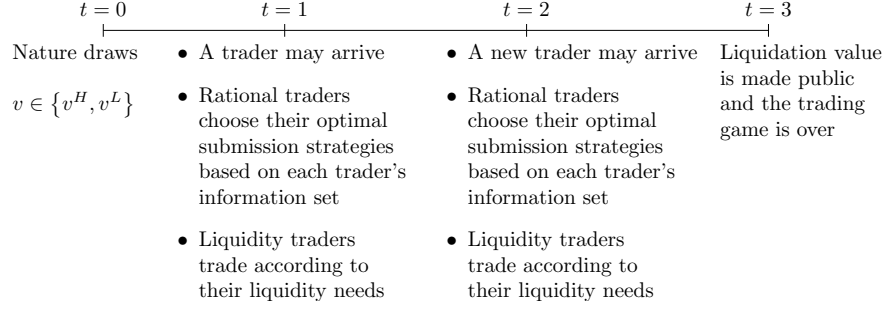 t = 0
t = 1
t = 2
t = 3
Nature draws
v ∈ {v^H, v^L}
• A trader may arrive
• Rational traders
choose their optimal
submission strategies
based on each trader's
information set
• Liquidity traders
trade according to
their liquidity needs
• A new trader may arrive
• Rational traders
choose their optimal
submission strategies
based on each trader's
information set
• Liquidity traders
trade according to
their liquidity needs
Liquidation value
is made public
and the trading
game is over